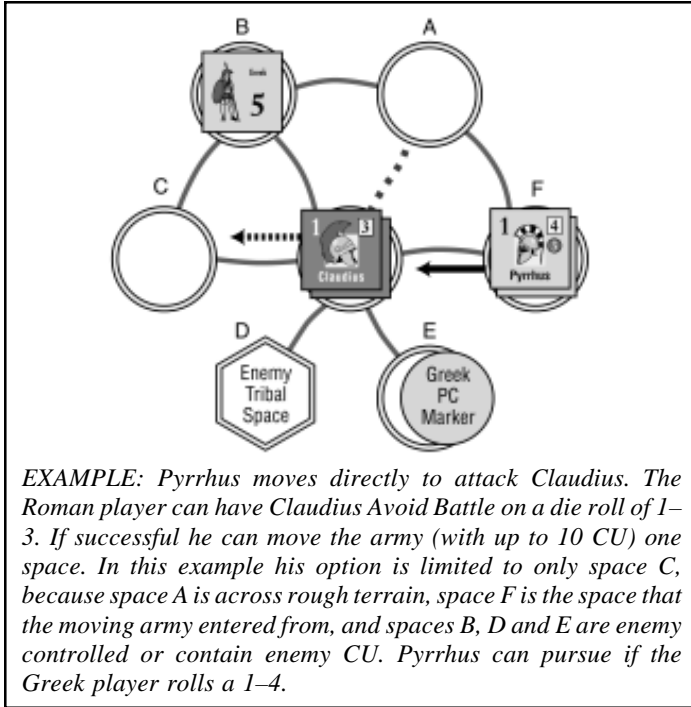 B
A
Greek
5
C
F
1
3
Claudius
1
4
Pyrrhus
D
E
Enemy
Tribal
Space
Greek
PC
Marker
EXAMPLE: Pyrrhus moves directly to attack Claudius. The
Roman player can have Claudius Avoid Battle on a die roll of 1–
3. If successful he can move the army (with up to 10 CU) one
space. In this example his option is limited to only space C,
because space A is across rough terrain, space F is the space that
the moving army entered from, and spaces B, D and E are enemy
controlled or contain enemy CU. Pyrrhus can pursue if the
Greek player rolls a 1–4.